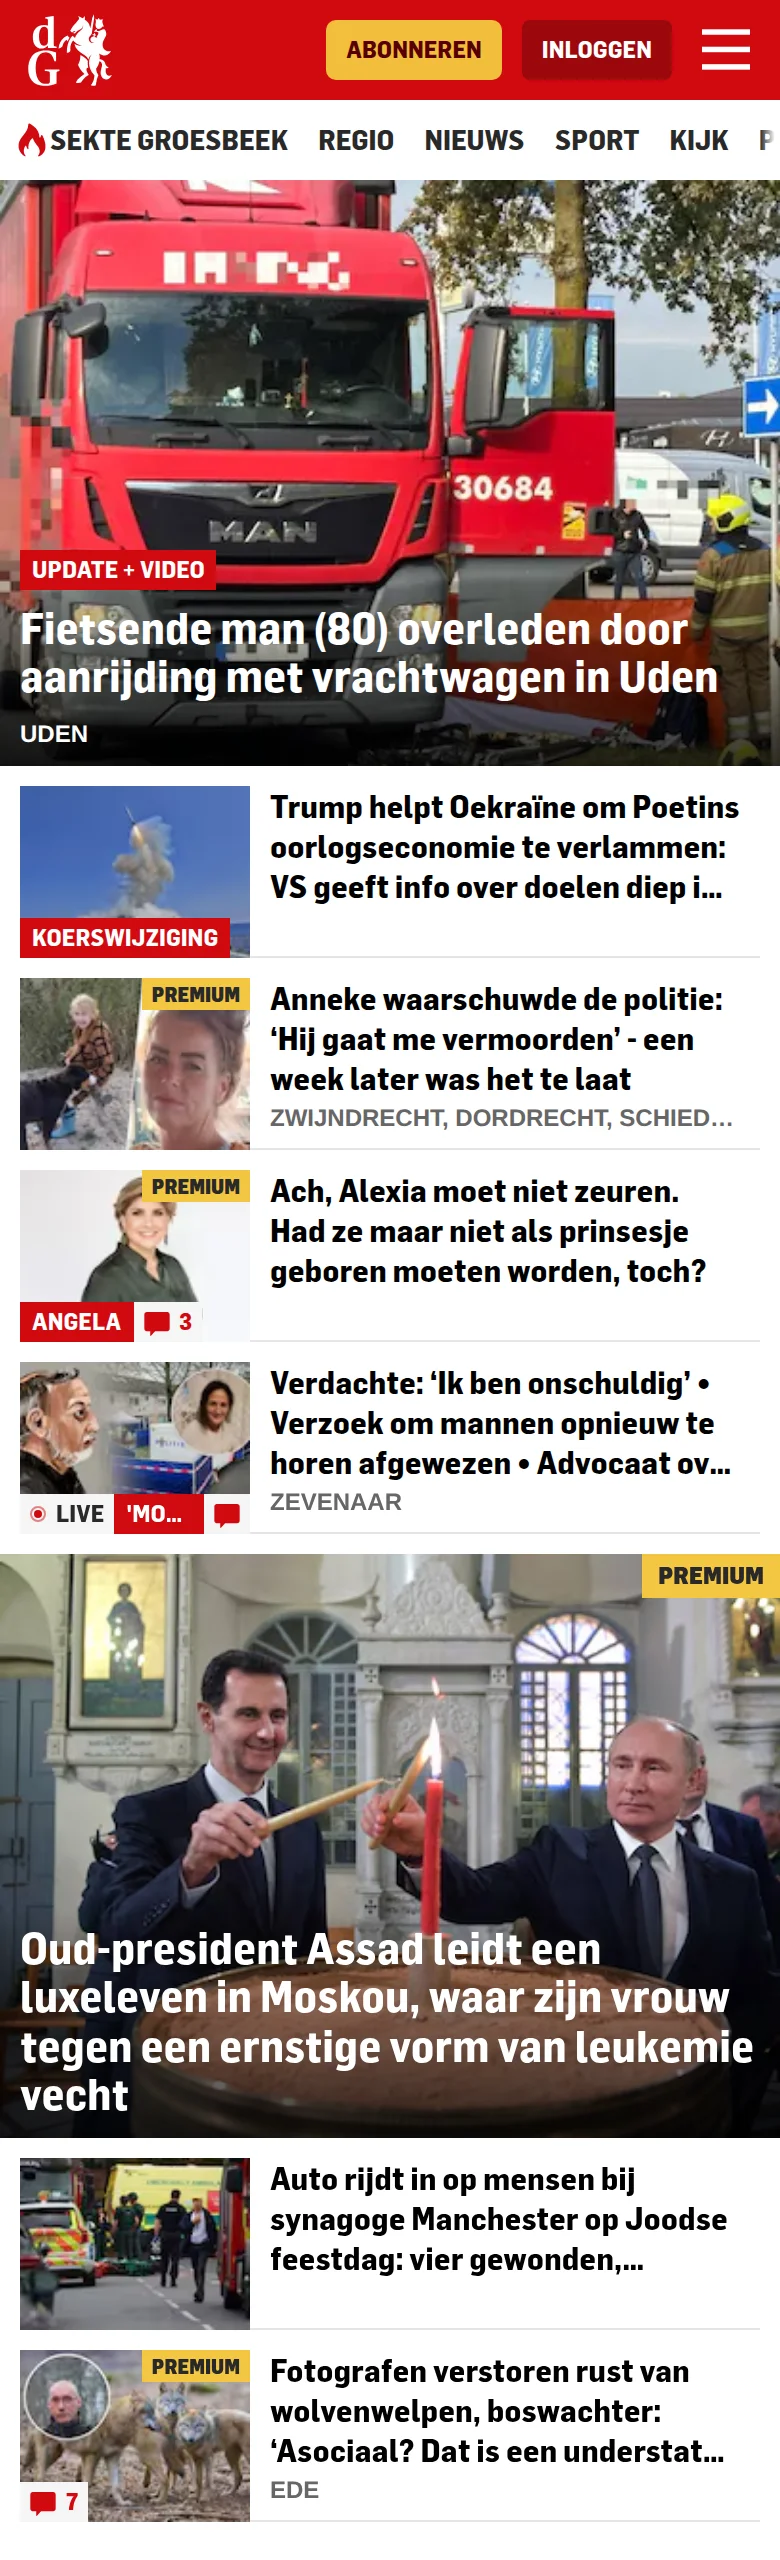 dG
ABONNEREN
INLOGGEN
SEKTE GROESBEEK REGIO NIEUWS SPORT KIJK P
30684
MAN
UPDATE + VIDEO
Fietsende man (80) overleden door
aanrijding met vrachtwagen in Uden
UDEN
Trump helpt Oekraïne om Poetins
oorlogseconomie te verlammen:
VS geeft info over doelen diep i...
KOERSWIJZIGING
PREMIUM
Anneke waarschuwde de politie:
‘Hij gaat me vermoorden’ - een
week later was het te laat
ZWIJNDRECHT, DORDRECHT, SCHIED...
PREMIUM
Ach, Alexia moet niet zeuren.
Had ze maar niet als prinsesje
geboren moeten worden, toch?
ANGELA 3
Verdachte: ‘Ik ben onschuldig’ •
Verzoek om mannen opnieuw te
horen afgewezen • Advocaat ov...
ZEVENAAR
LIVE 'MO...
PREMIUM
Oud-president Assad leidt een
luxeleven in Moskou, waar zijn vrouw
tegen een ernstige vorm van leukemie
vecht
Auto rijdt in op mensen bij
synagoge Manchester op Joodse
feestdag: vier gewonden,...
PREMIUM
Fotografen verstoren rust van
wolvenwelpen, boswachter:
‘Asociaal? Dat is een understat...
EDE
7